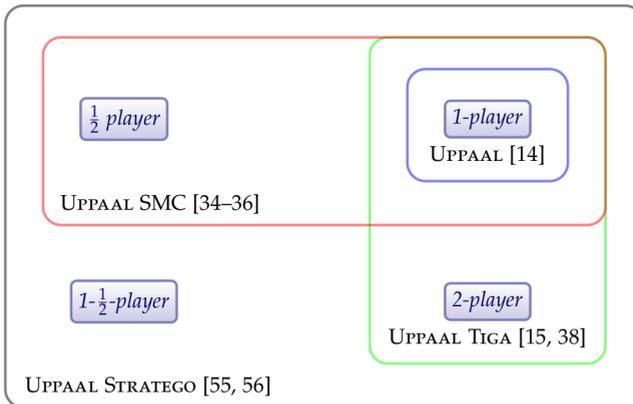 ½ player
1-player
UPPAAL [14]
UPPAAL SMC [34–36]
1-½-player
2-player
UPPAAL TIGA [15, 38]
UPPAAL STRATEGO [55, 56]